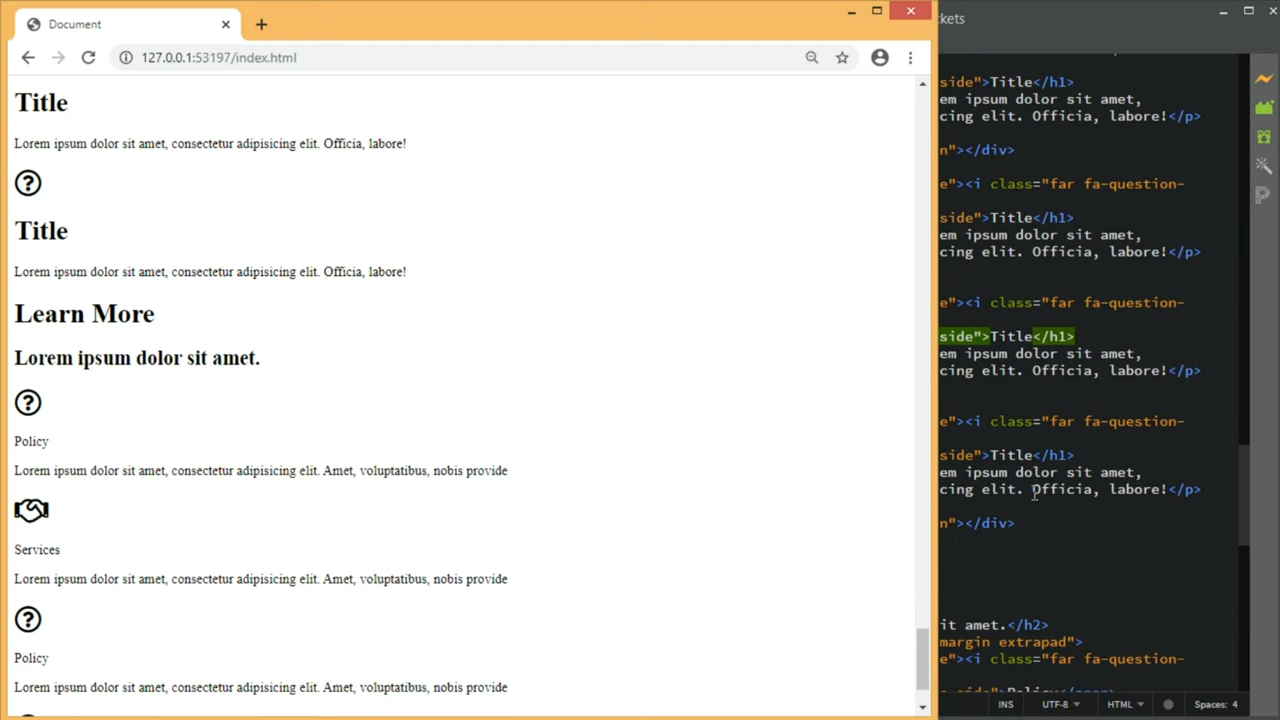 Document
127.0.0.1:53197/index.html
Title
Lorem ipsum dolor sit amet, consectetur adipisicing elit. Officia, labore!
Title
Lorem ipsum dolor sit amet, consectetur adipisicing elit. Officia, labore!
Learn More
Lorem ipsum dolor sit amet.
Policy
Lorem ipsum dolor sit amet, consectetur adipisicing elit. Amet, voluptatibus, nobis provide
Services
Lorem ipsum dolor sit amet, consectetur adipisicing elit. Amet, voluptatibus, nobis provide
Policy
Lorem ipsum dolor sit amet, consectetur adipisicing elit. Amet, voluptatibus, nobis provide
ckets
side">Title</h1>
em ipsum dolor sit amet,
cing elit. Officia, labore!</p>
n"></div>
e"><i class="far fa-question-
side">Title</h1>
em ipsum dolor sit amet,
cing elit. Officia, labore!</p>
e"><i class="far fa-question-
side">Title</h1>
em ipsum dolor sit amet,
cing elit. Officia, labore!</p>
e"><i class="far fa-question-
side">Title</h1>
em ipsum dolor sit amet,
cing elit. Officia, labore!</p>
n"></div>
it amet.</h2>
margin extrapad">
e"><i class="far fa-question-
e side">Policy</span>
INS UTF-8 HTML Spaces: 4